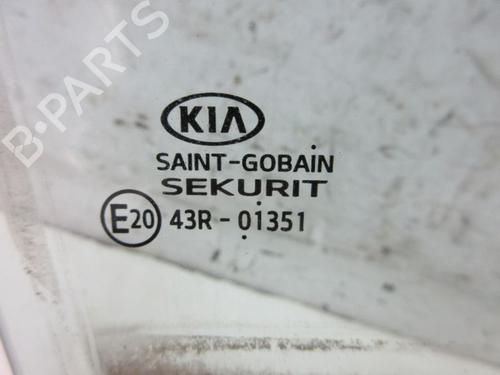 B-PARTS
KIA
SAINT-GOBAIN
SEKURIT
E20 43R-01351